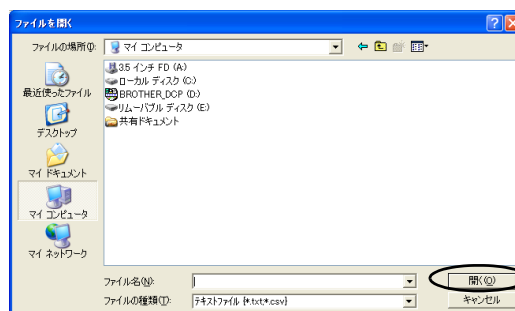 ファイルを開く
ファイルの場所(I):
マイ コンピュータ
3.5 インチ FD (A:)
ローカル ディスク (C:)
BROTHER_DCP (D:)
リムーバブル ディスク (E:)
共有ドキュメント
最近使ったファイル
デスクトップ
マイ ドキュメント
マイ コンピュータ
マイ ネットワーク
ファイル名(N):
開く(O)
ファイルの種類(T):
テキストファイル (*.txt;*.csv)
キャンセル